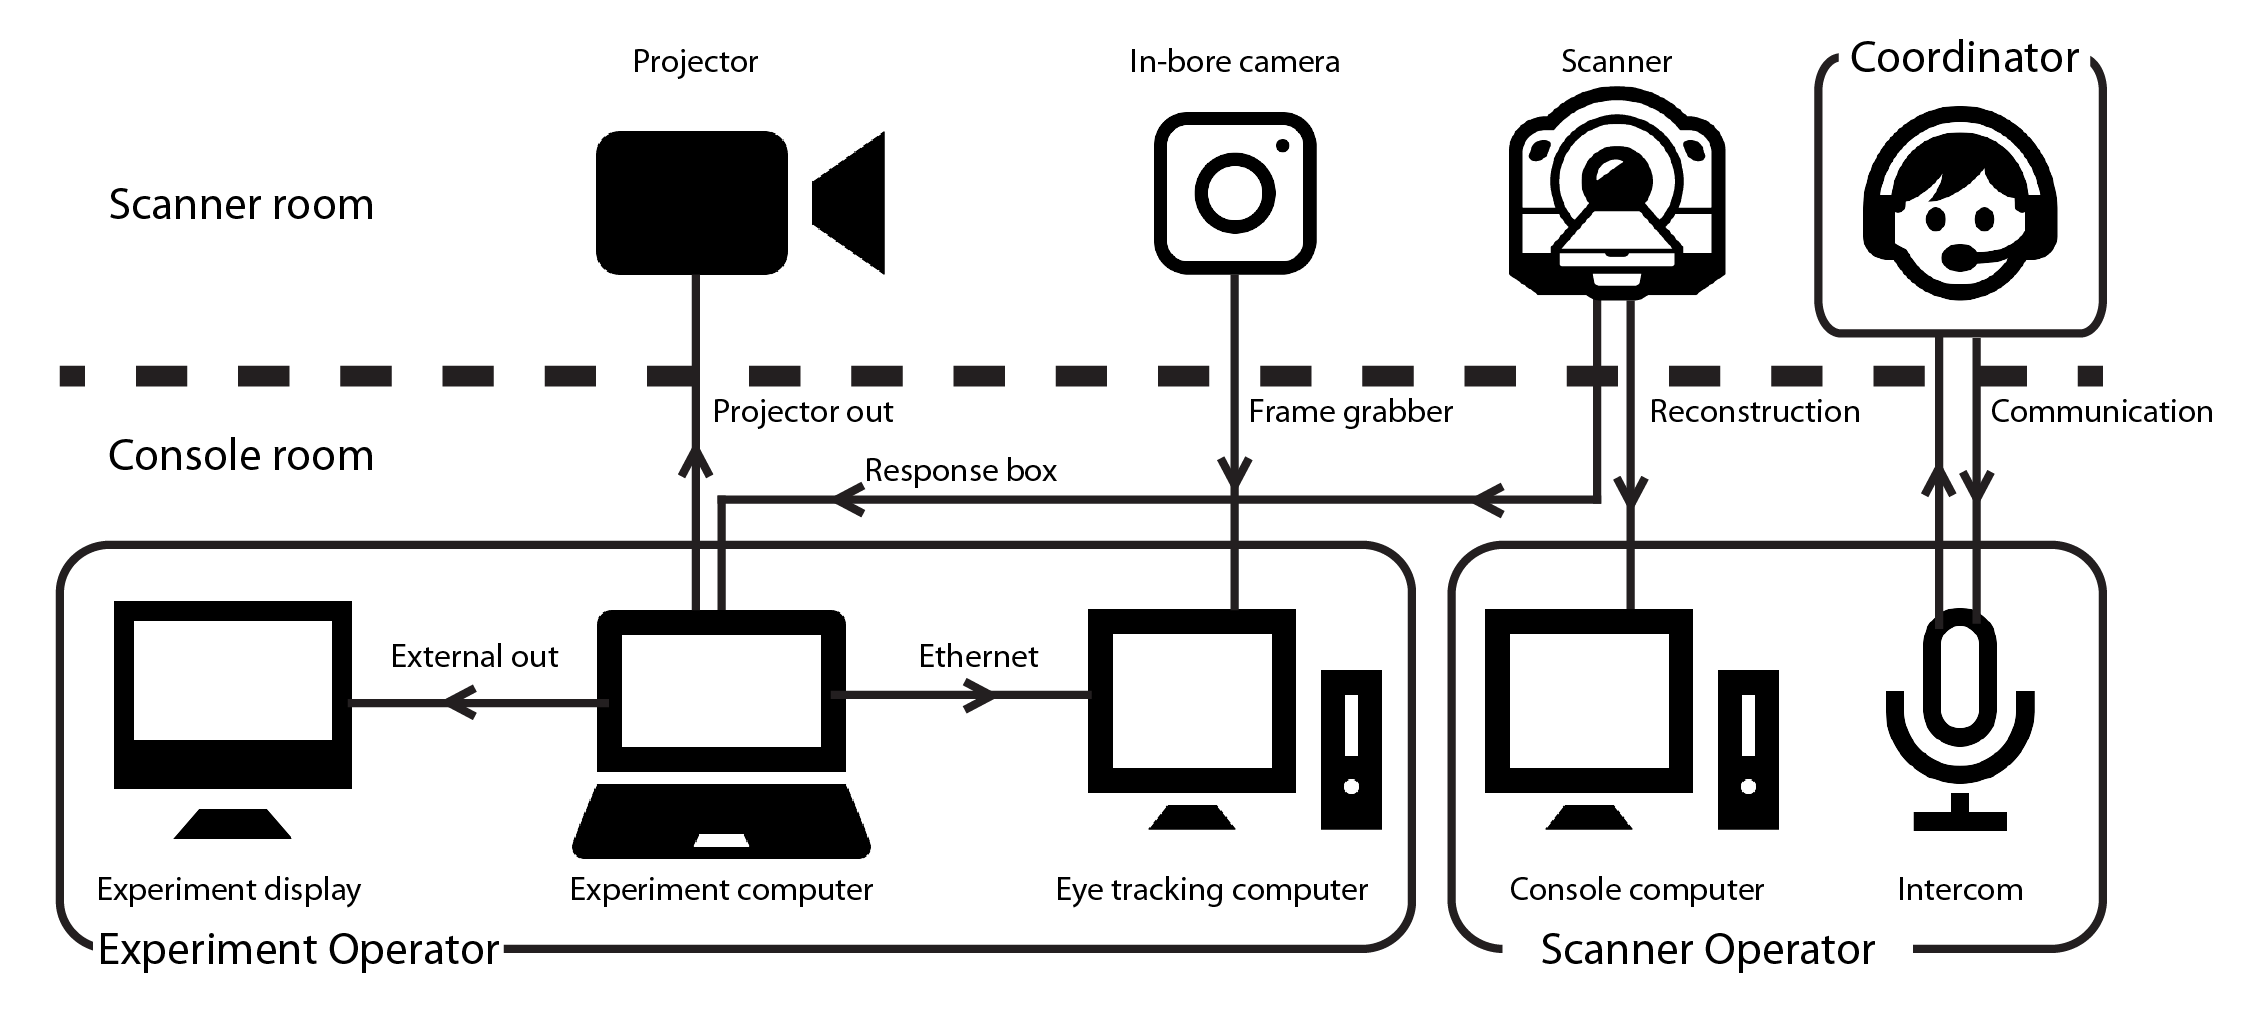 Projector
In-bore camera
Scanner
Coordinator
Scanner room
Projector out
Frame grabber
Reconstruction
Communication
Console room
Response box
External out
Ethernet
Experiment display
Experiment computer
Eye tracking computer
Console computer
Intercom
Experiment Operator
Scanner Operator